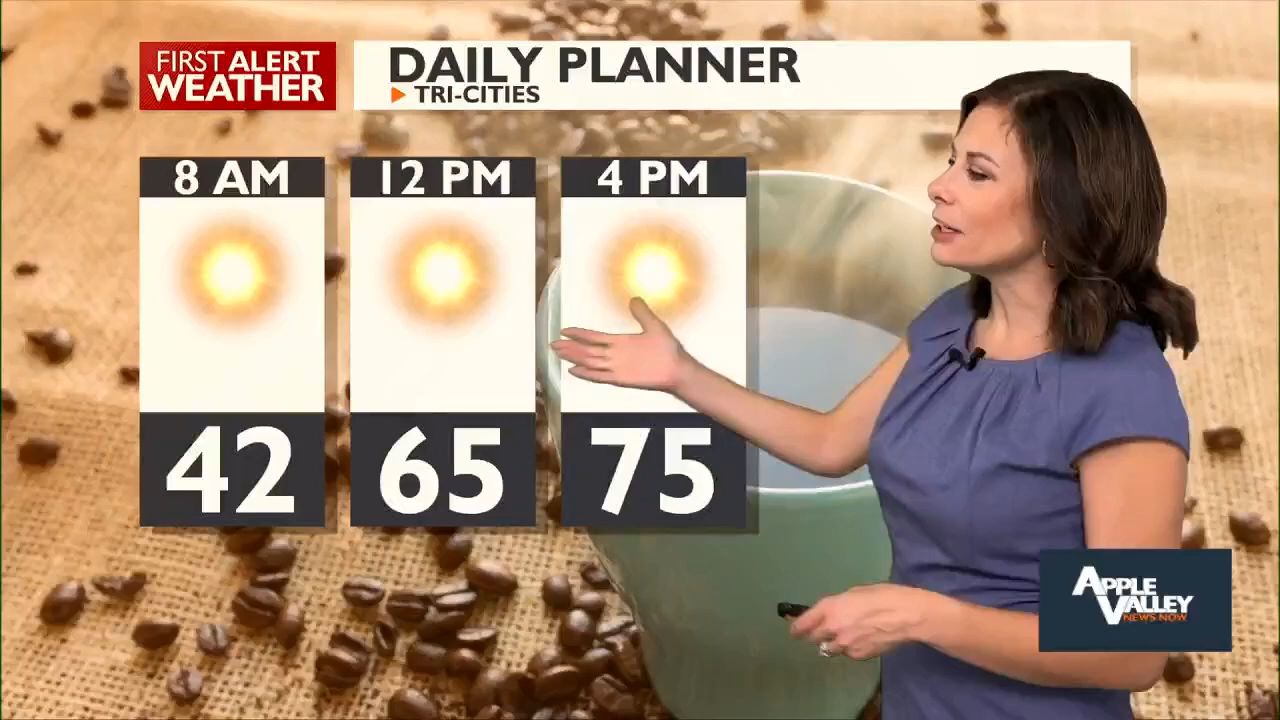 FIRST ALERT
WEATHER
DAILY PLANNER
TRI-CITIES
8 AM
12 PM
4 PM
42
65
75
APPLE
VALLEY
NEWS NOW